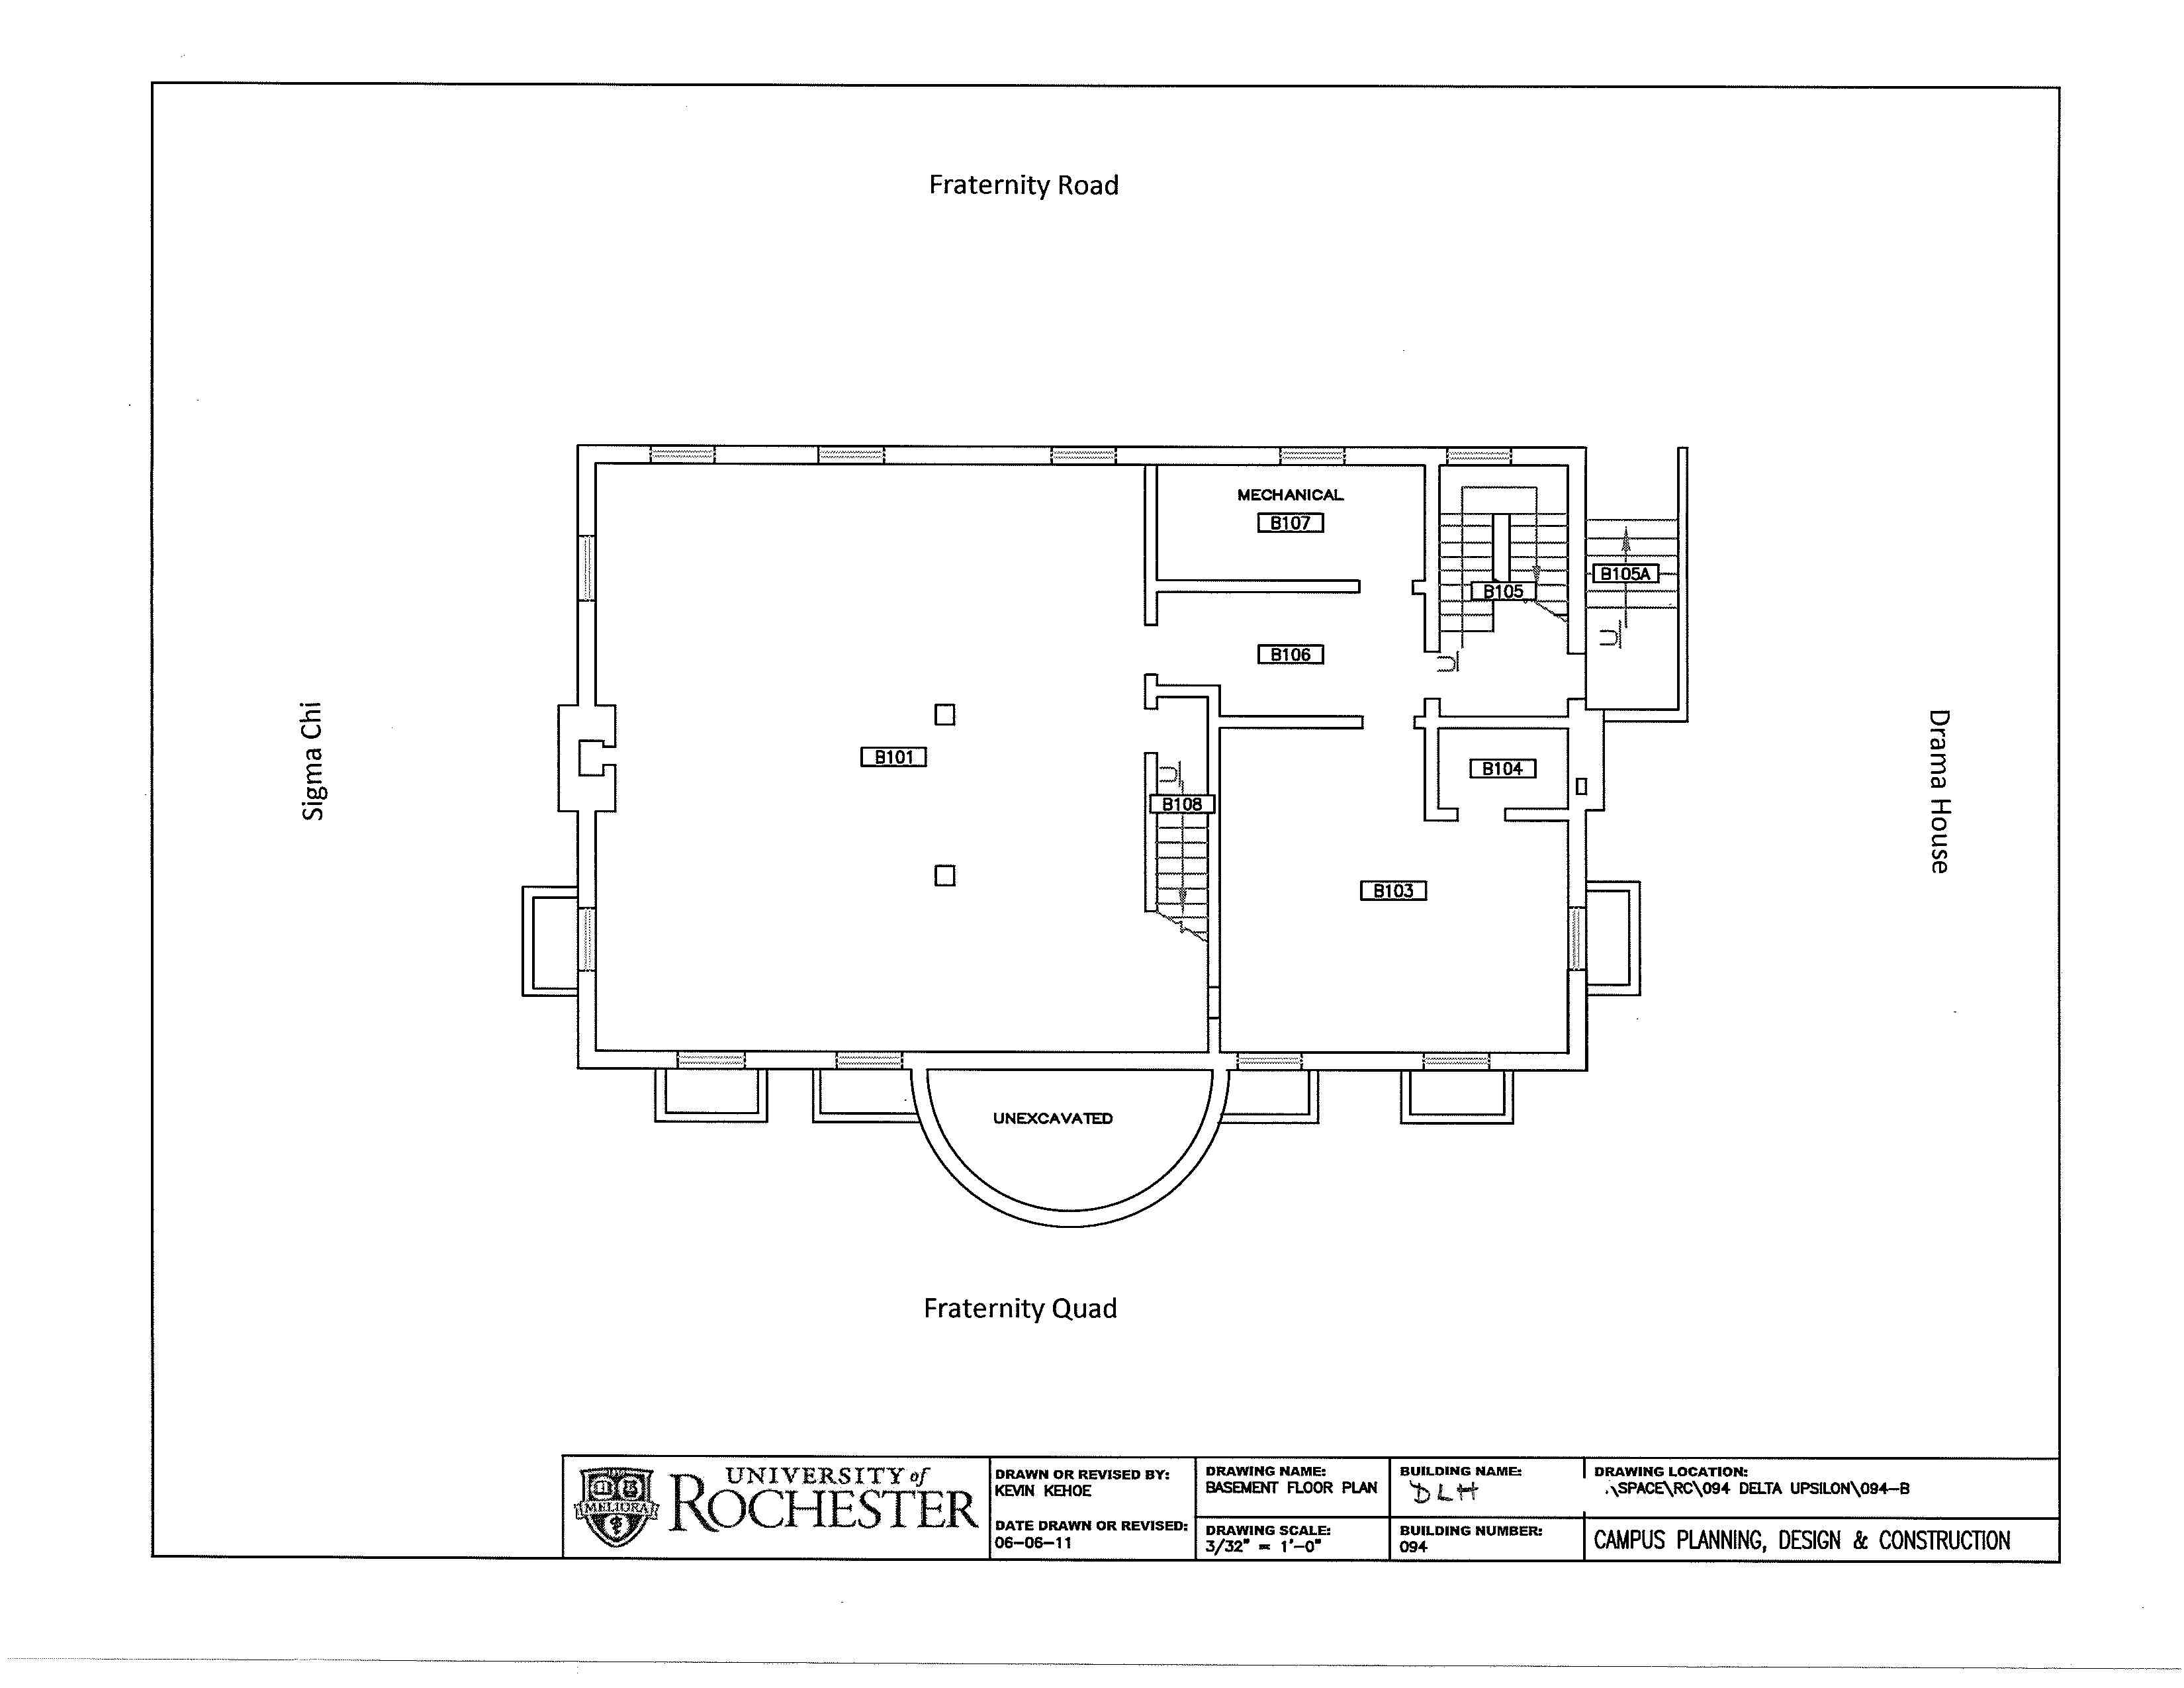 Fraternity Road
MECHANICAL
B107
B105A
B105
U
B106
U
Sigma Chi
Drama House
B101
B104
U
B108
B103
UNEXCAVATED
Fraternity Quad
UNIVERSITY of
ROCHESTER
MELIORA
DRAWN OR REVISED BY:
KEVIN KEHOE
DATE DRAWN OR REVISED:
06-06-11
DRAWING NAME:
BASEMENT FLOOR PLAN
DRAWING SCALE:
3/32" = 1'-0"
BUILDING NAME:
DLH
BUILDING NUMBER:
094
DRAWING LOCATION:
.\SPACE\RC\094 DELTA UPSILON\094-B
CAMPUS PLANNING, DESIGN & CONSTRUCTION